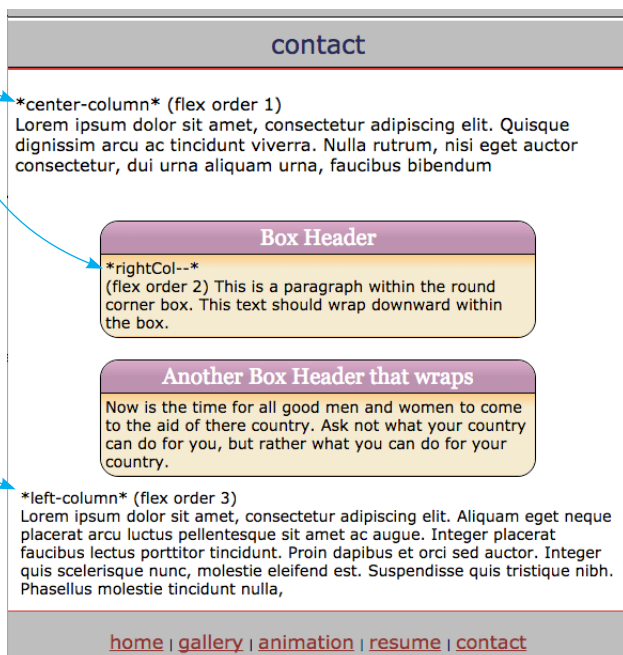 contact
*center-column* (flex order 1)
Lorem ipsum dolor sit amet, consectetur adipiscing elit. Quisque
dignissim arcu ac tincidunt viverra. Nulla rutrum, nisi eget auctor
consectetur, dui urna aliquam urna, faucibus bibendum
Box Header
*rightCol--*
(flex order 2) This is a paragraph within the round
corner box. This text should wrap downward within
the box.
Another Box Header that wraps
Now is the time for all good men and women to come
to the aid of there country. Ask not what your country
can do for you, but rather what you can do for your
country.
*left-column* (flex order 3)
Lorem ipsum dolor sit amet, consectetur adipiscing elit. Aliquam eget neque
placerat arcu luctus pellentesque sit amet ac augue. Integer placerat
faucibus lectus porttitor tincidunt. Proin dapibus et orci sed auctor. Integer
quis scelerisque nunc, molestie eleifend est. Suspendisse quis tristique nibh.
Phasellus molestie tincidunt nulla,
home | gallery | animation | resume | contact